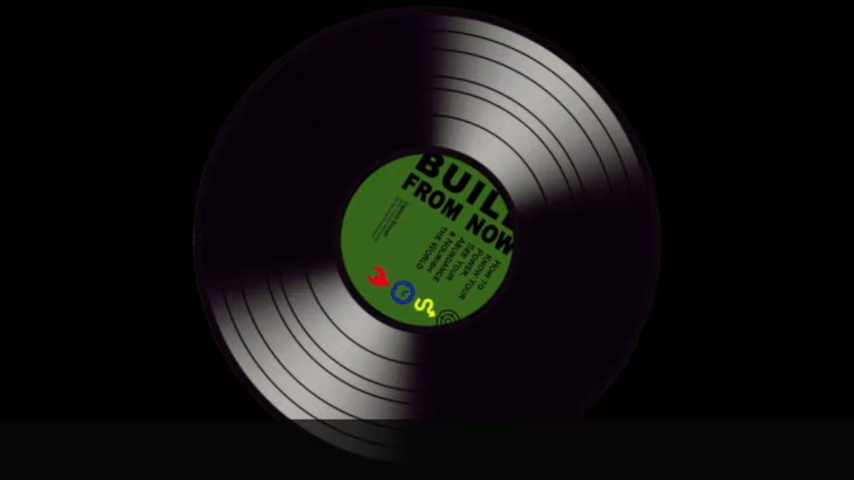 BUIL
FROM NOW
HOW TO
KNOW YOUR
POWER,
SEE YOUR
ABUNDANCE
& NOURISH
THE WORLD